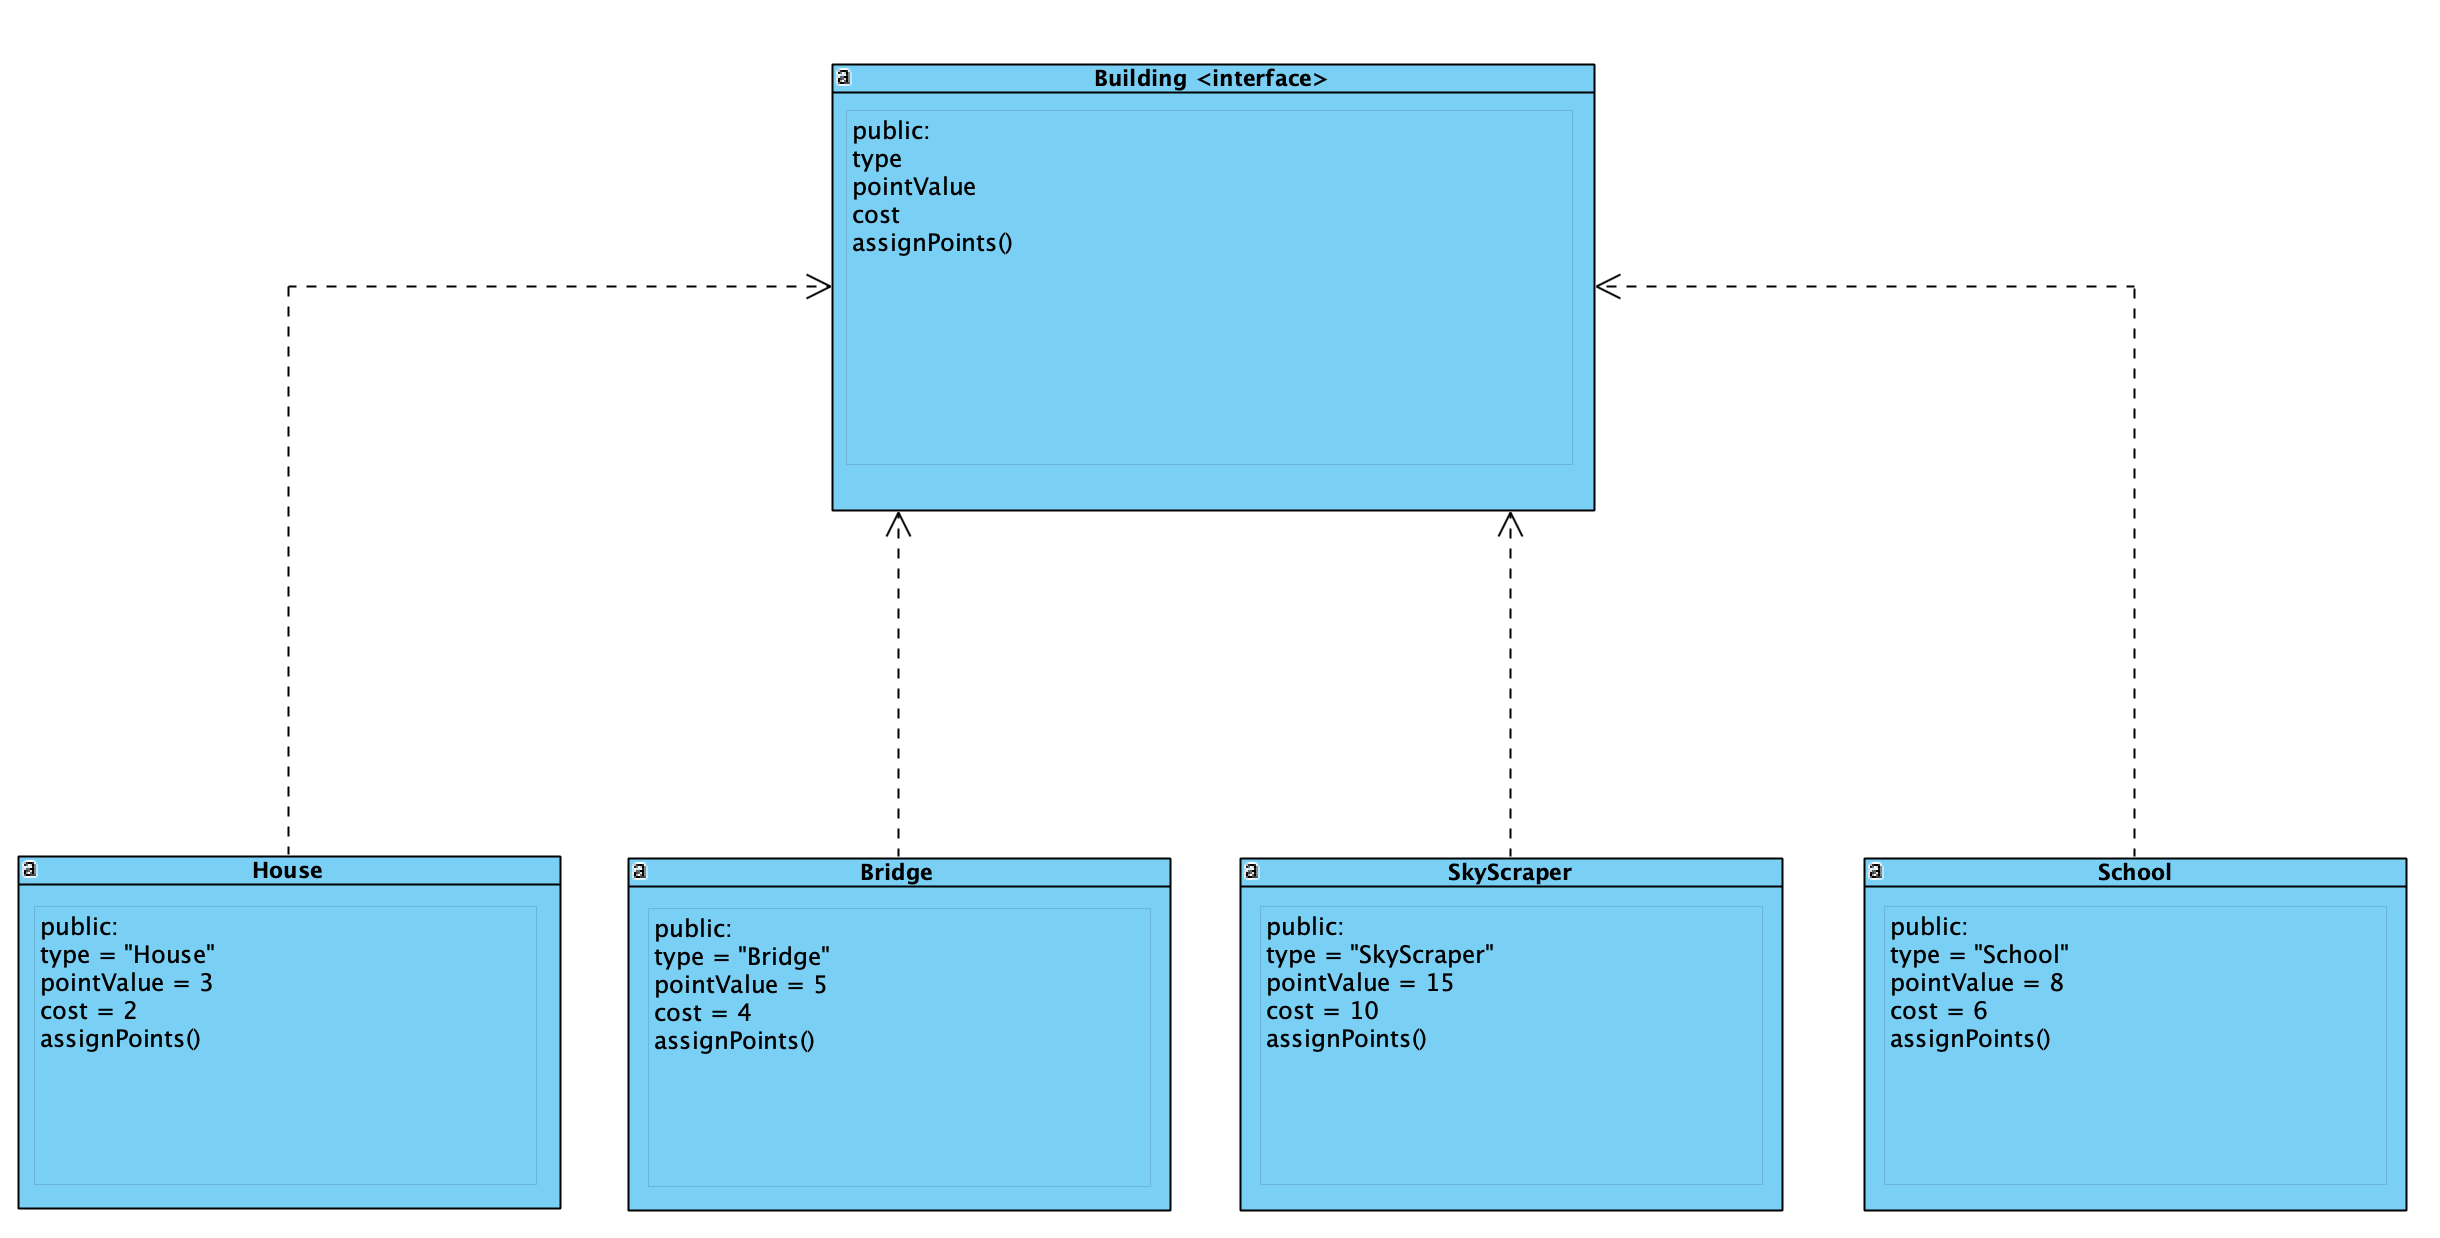 a
Building <interface>
public:
type
pointValue
cost
assignPoints()
a
House
public:
type = "House"
pointValue = 3
cost = 2
assignPoints()
a
Bridge
public:
type = "Bridge"
pointValue = 5
cost = 4
assignPoints()
a
SkyScraper
public:
type = "SkyScraper"
pointValue = 15
cost = 10
assignPoints()
a
School
public:
type = "School"
pointValue = 8
cost = 6
assignPoints()